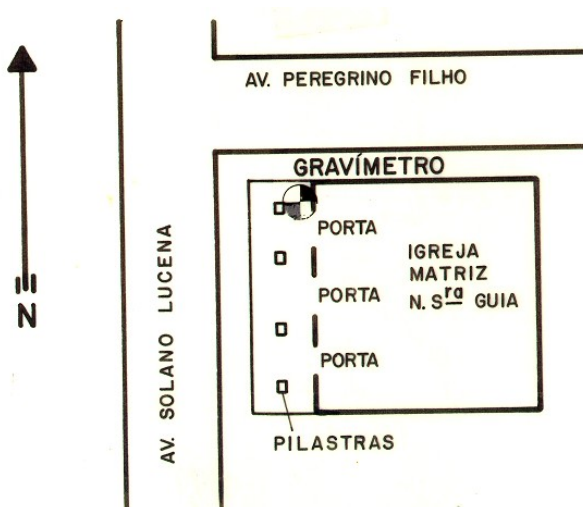 AV. PEREGRINO FILHO
GRAVÍMETRO
PORTA
IGREJA
MATRIZ
N. Sra GUIA
PORTA
PORTA
PILASTRAS
AV. SOLANO LUCENA
N